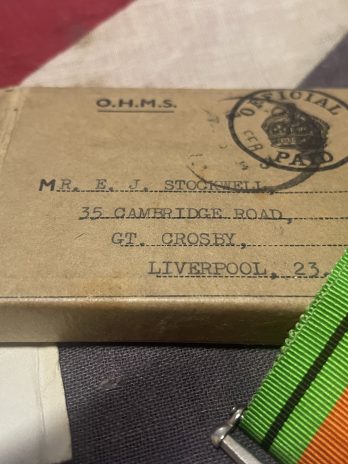 O.H.M.S.
OFFICIAL
PAID
MR. E. J. STOCKWELL,
35 CAMBRIDGE ROAD,
GT. CROSBY,
LIVERPOOL, 23.